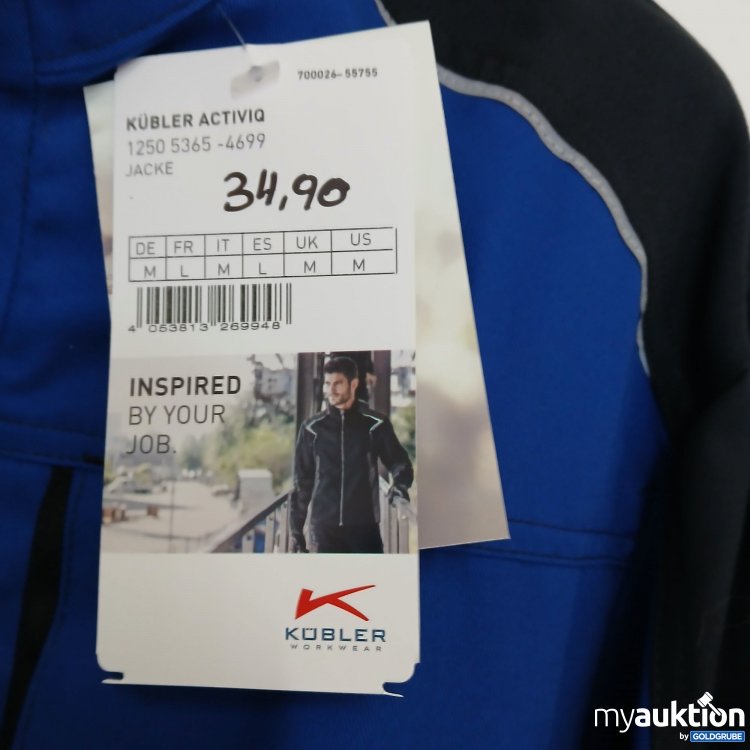 700026-55755
KÜBLER ACTIVIQ
1250 5365 -4699
JACKE
34,90
DE FR IT ES UK US
M L M L M M
4 053813 269948
INSPIRED
BY YOUR
JOB.
KÜBLER
WORKWEAR
myauktion
by GOLDGRUBE